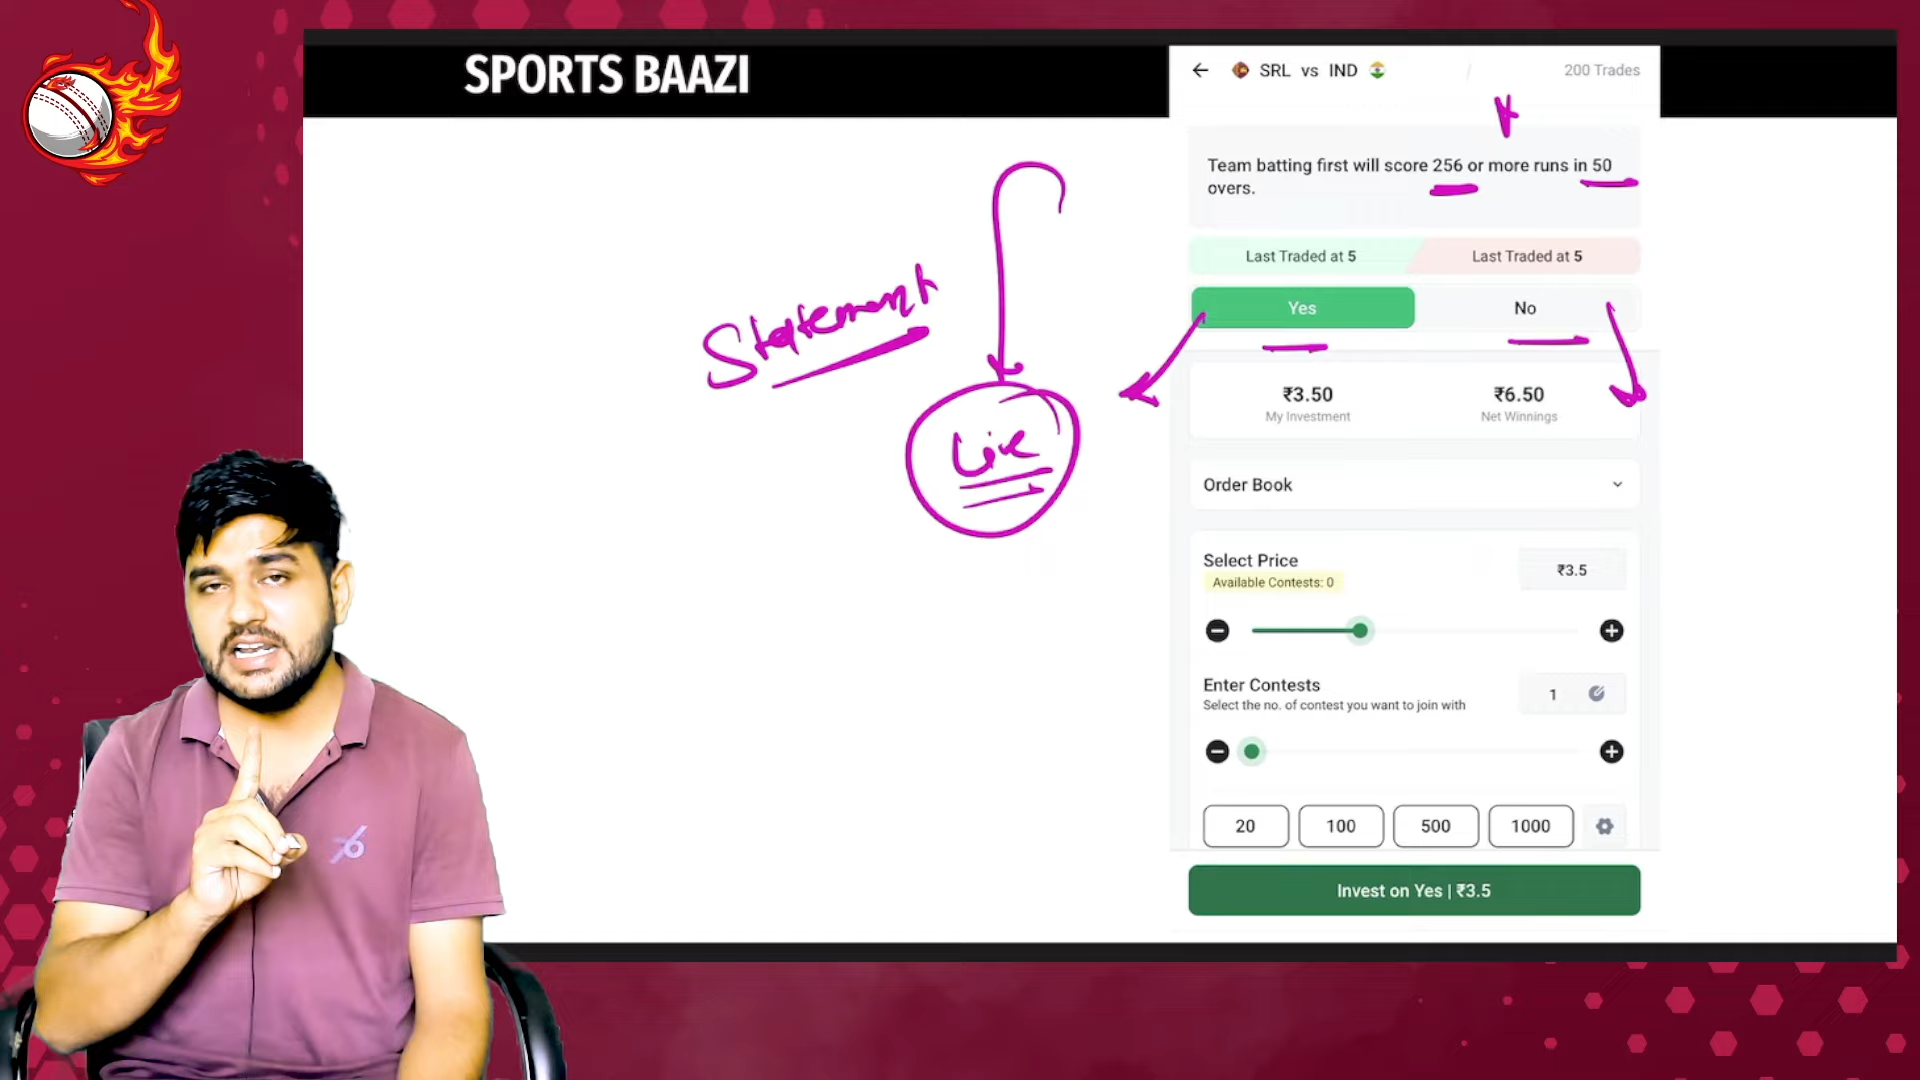 SPORTS BAAZI
SRL vs IND
200 Trades
Team batting first will score 256 or more runs in 50
overs.
Last Traded at 5
Last Traded at 5
Yes
No
Statement
₹3.50
₹6.50
My Investment
Net Winnings
Live
Order Book
Select Price
₹3.5
Available Contests: 0
Enter Contests
1
Select the no. of contest you want to join with
20
100
500
1000
Invest on Yes | ₹3.5